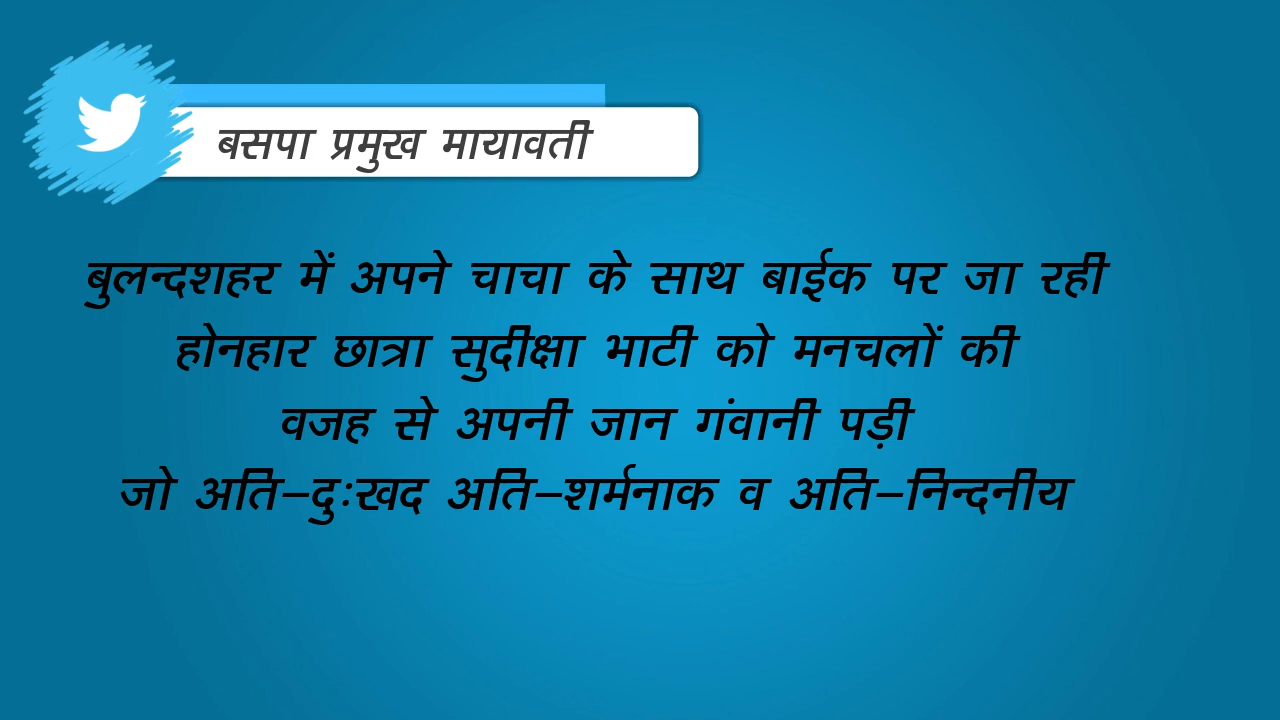 बसपा प्रमुख मायावती
बुलन्दशहर में अपने चाचा के साथ बाईक पर जा रही
होनहार छात्रा सुदीक्षा भाटी को मनचलों की
वजह से अपनी जान गंवानी पड़ी
जो अति-दुःखद अति-शर्मनाक व अति-निन्दनीय